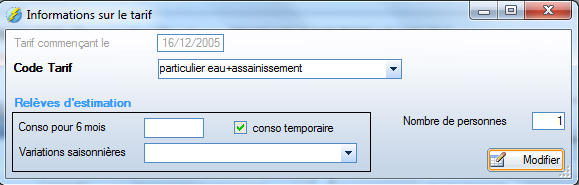 Informations sur le tarif
Tarif commençant le 16/12/2005
Code Tarif particulier eau+assainissement
Relèves d'estimation
Conso pour 6 mois conso temporaire
Nombre de personnes 1
Variations saisonnières
Modifier